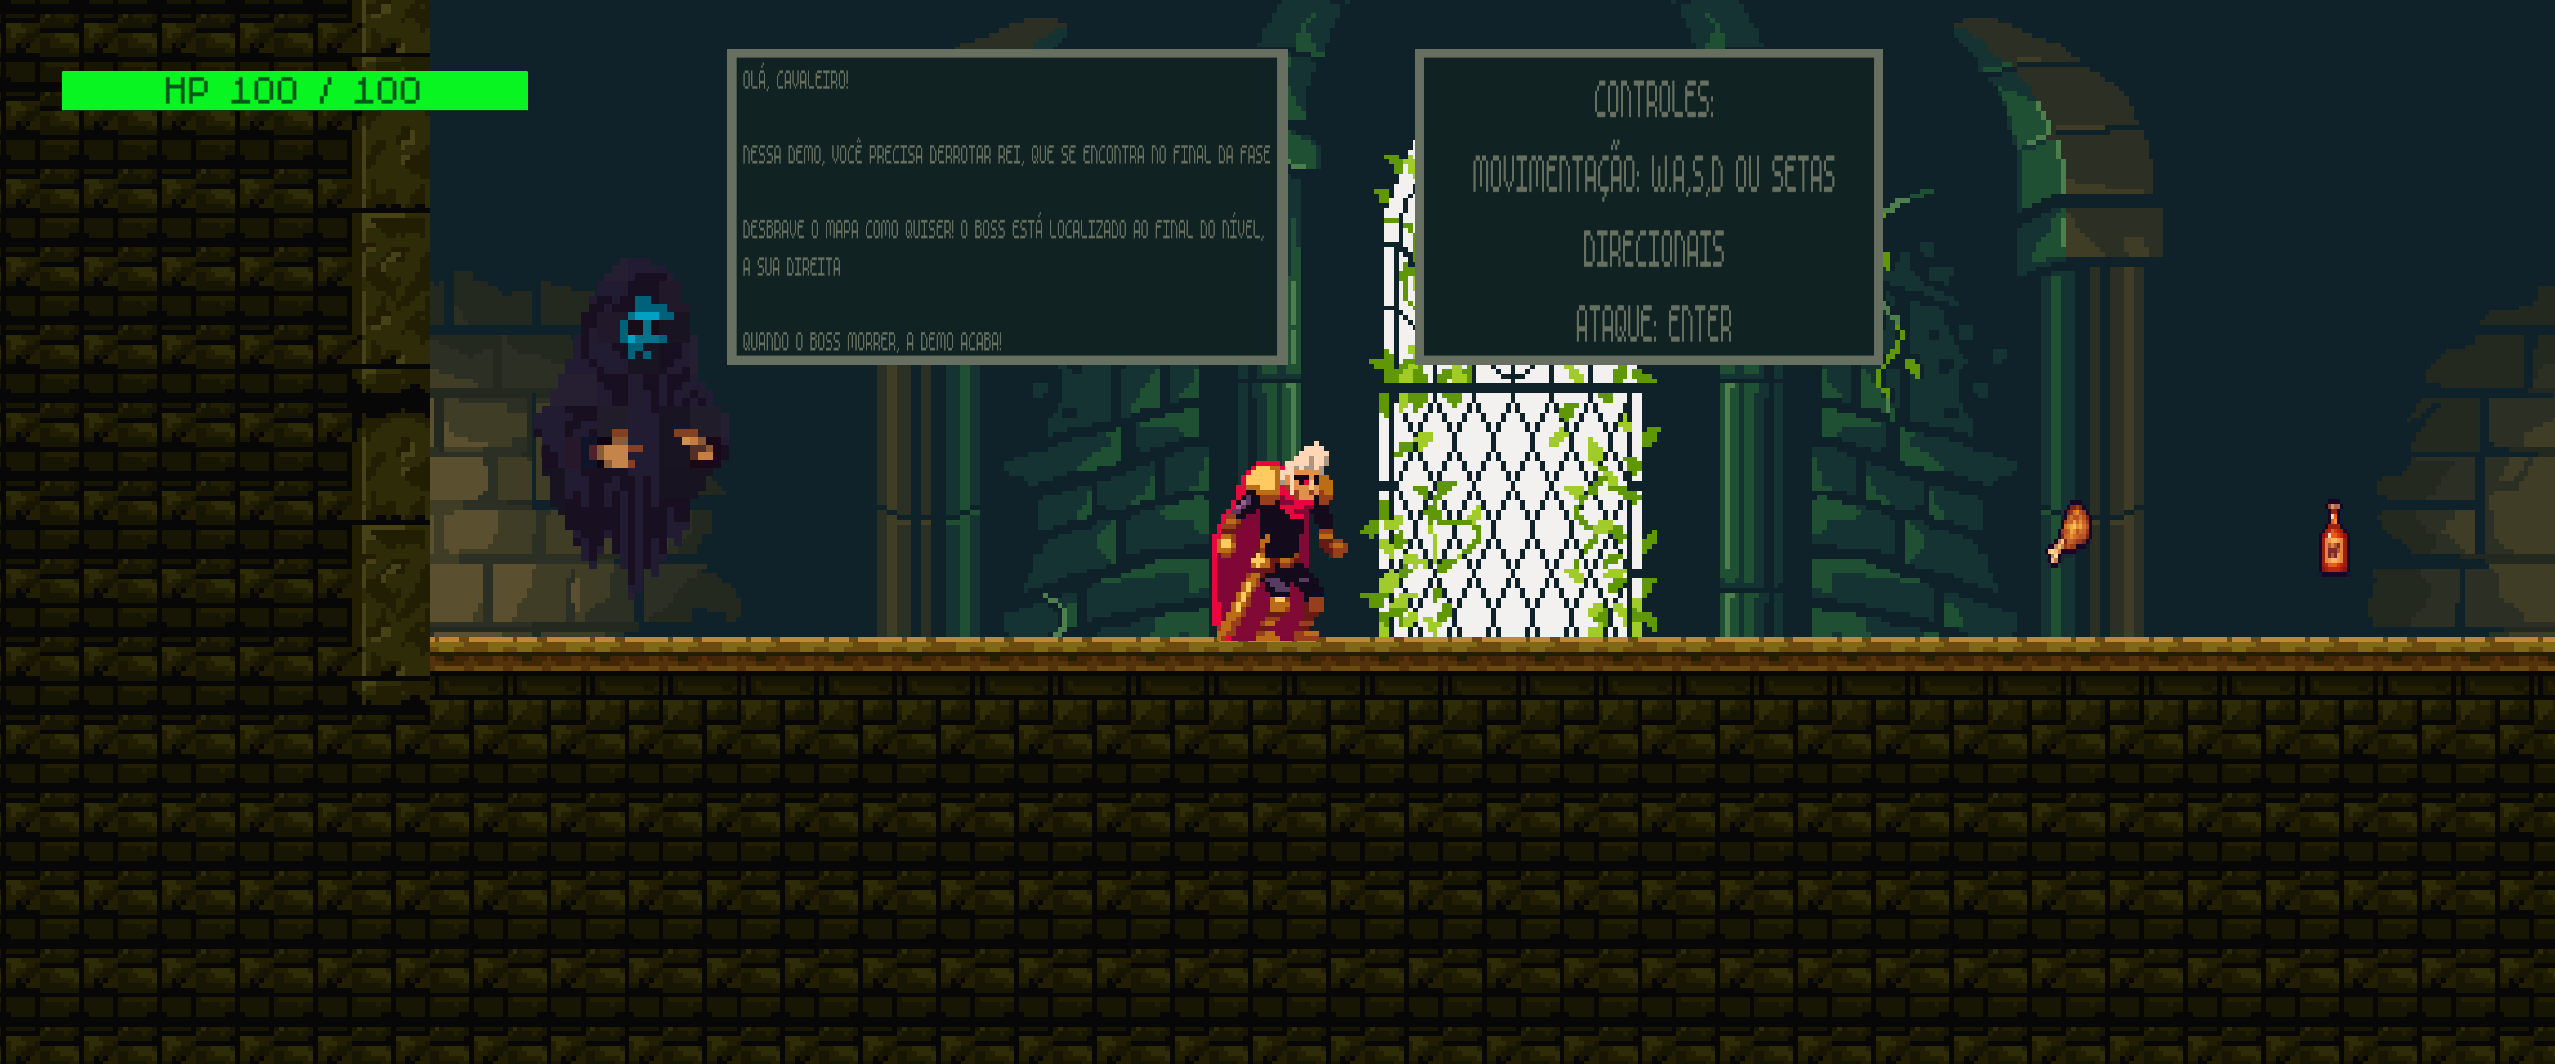 HP 100 / 100
OLÁ, CAVALEIRO!
NESSA DEMO, VOCÊ PRECISA DERROTAR REI, QUE SE ENCONTRA NO FINAL DA FASE
DESBRAVE O MAPA COMO QUISER! O BOSS ESTÁ LOCALIZADO AO FINAL DO NÍVEL,
A SUA DIREITA
QUANDO O BOSS MORRER, A DEMO ACABA!
CONTROLES:
MOVIMENTAÇÃO: W.A,S,D OU SETAS
DIRECIONAIS
ATAQUE: ENTER